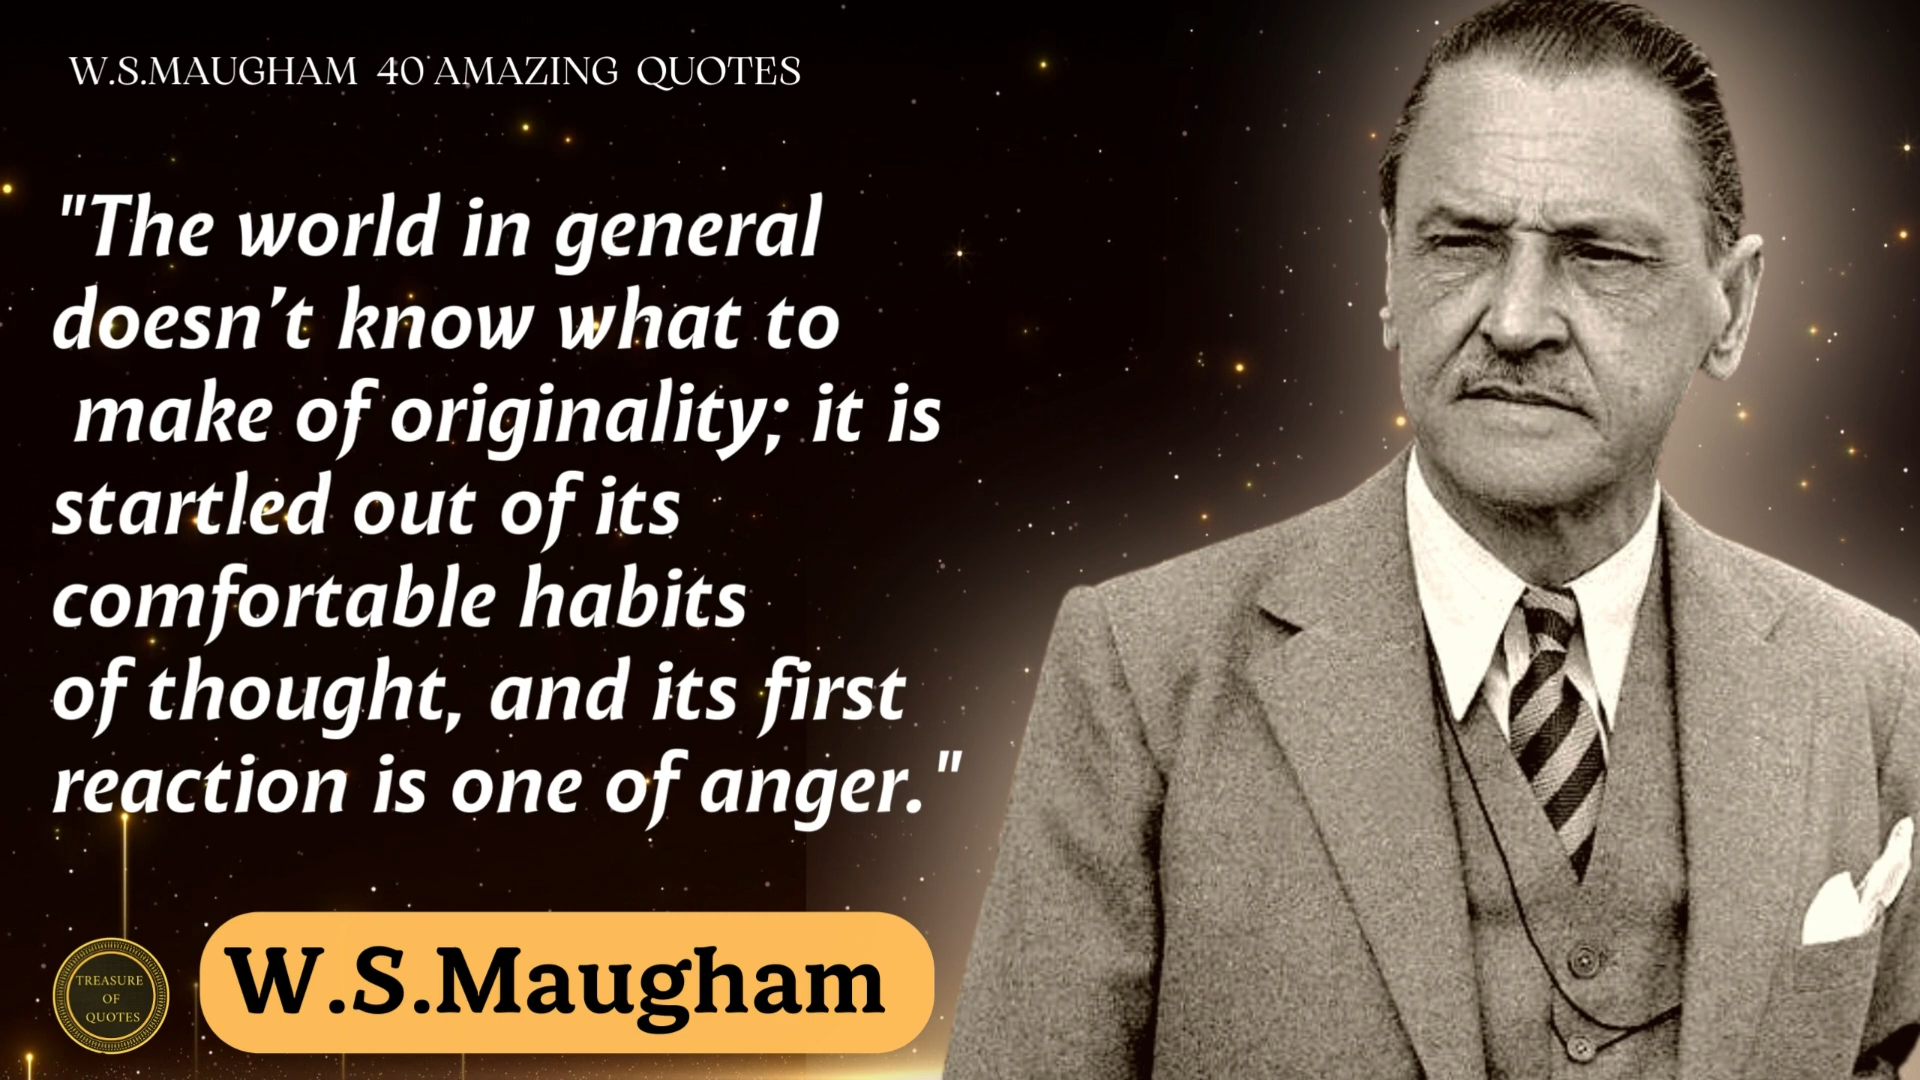 W.S.MAUGHAM 40 AMAZING QUOTES
"The world in general
doesn’t know what to
make of originality; it is
startled out of its
comfortable habits
of thought, and its first
reaction is one of anger."
W.S.Maugham
TREASURE
OF
QUOTES